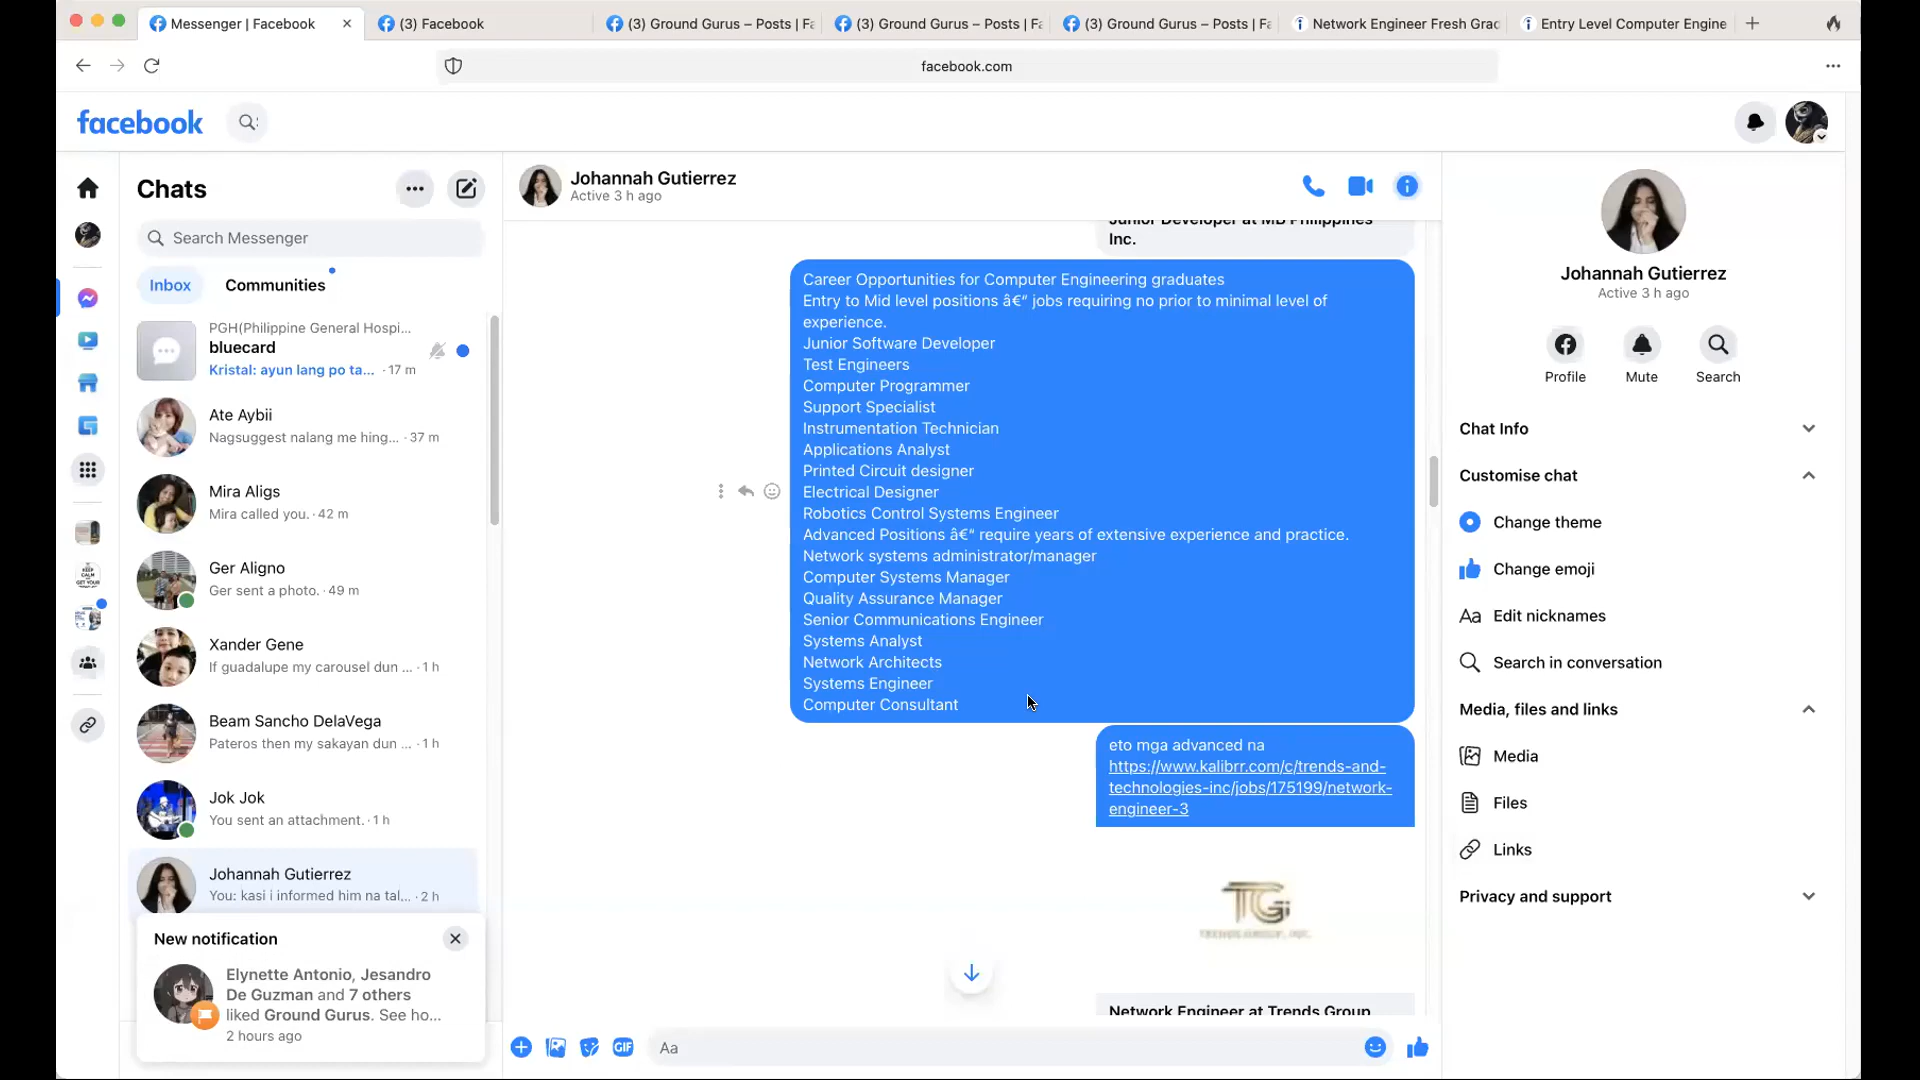 Messenger | Facebook
(3) Facebook
(3) Ground Gurus – Posts | Fa
(3) Ground Gurus – Posts | Fa
(3) Ground Gurus – Posts | Fa
Network Engineer Fresh Grad
Entry Level Computer Engine
facebook.com
facebook
Chats
Search Messenger
Inbox
Communities
PGH(Philippine General Hospi...
bluecard
Kristal: ayun lang po ta... · 17 m
Ate Aybii
Nagsuggest nalang me hing... · 37 m
Mira Aligs
Mira called you. · 42 m
Ger Aligno
Ger sent a photo. · 49 m
Xander Gene
If guadalupe my carousel dun ... · 1 h
Beam Sancho DelaVega
Pateros then my sakayan dun ... · 1 h
Jok Jok
You sent an attachment. · 1 h
Johannah Gutierrez
You: kasi i informed him na tal... · 2 h
New notification
Elynette Antonio, Jesandro
De Guzman and 7 others
liked Ground Gurus. See ho...
2 hours ago
Johannah Gutierrez
Active 3 h ago
Junior Developer at MB Philippines
Inc.
Career Opportunities for Computer Engineering graduates
Entry to Mid level positions â€“ jobs requiring no prior to minimal level of
experience.
Junior Software Developer
Test Engineers
Computer Programmer
Support Specialist
Instrumentation Technician
Applications Analyst
Printed Circuit designer
Electrical Designer
Robotics Control Systems Engineer
Advanced Positions â€“ require years of extensive experience and practice.
Network systems administrator/manager
Computer Systems Manager
Quality Assurance Manager
Senior Communications Engineer
Systems Analyst
Network Architects
Systems Engineer
Computer Consultant
eto mga advanced na
https://www.kalibrr.com/c/trends-and-
technologies-inc/jobs/175199/network-
engineer-3
TGi
Network Engineer at Trends Group
GIF
Aa
Johannah Gutierrez
Active 3 h ago
Profile
Mute
Search
Chat Info
Customise chat
Change theme
Change emoji
Aa Edit nicknames
Search in conversation
Media, files and links
Media
Files
Links
Privacy and support